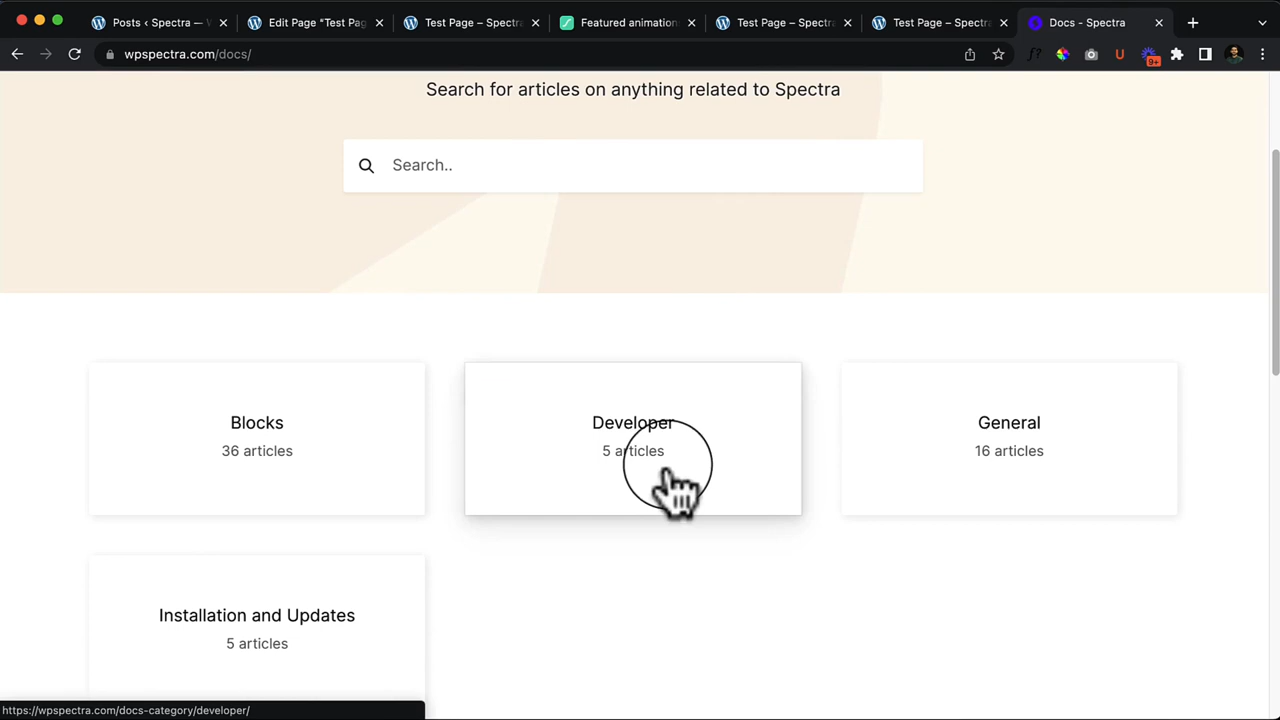 Posts ‹ Spectra — W
Edit Page "Test Pag
Test Page – Spectra
Featured animation
Test Page – Spectra
Test Page – Spectra
Docs - Spectra
wpspectra.com/docs/
f?
U
9+
Search for articles on anything related to Spectra
Search..
Blocks
36 articles
Developer
5 articles
General
16 articles
Installation and Updates
5 articles
https://wpspectra.com/docs-category/developer/